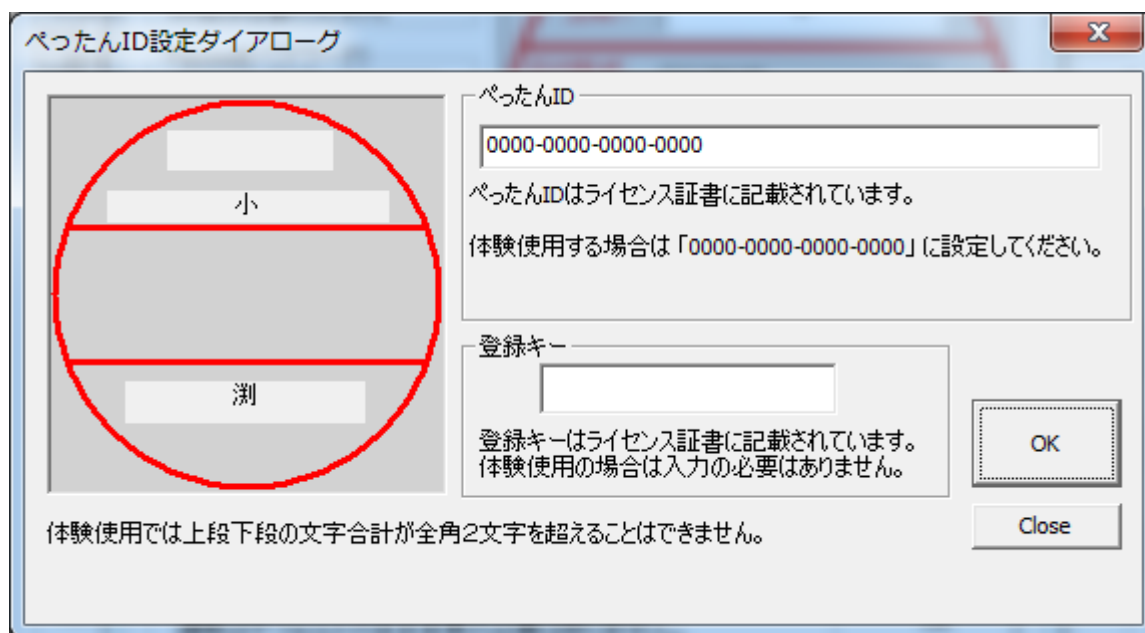 ぺったんID設定ダイアローグ
小
渕
ぺったんID
0000-0000-0000-0000
ぺったんIDはライセンス証書に記載されています。
体験使用する場合は「0000-0000-0000-0000」に設定してください。
登録キー
登録キーはライセンス証書に記載されています。
体験使用の場合は入力の必要はありません。
OK
Close
体験使用では上段下段の文字合計が全角2文字を超えることはできません。